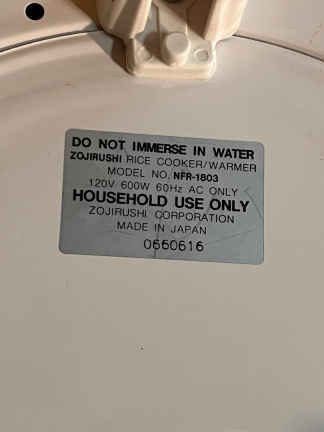 DO NOT IMMERSE IN WATER
ZOJIRUSHI RICE COOKER/WARMER
MODEL NO. NFR-1803
120V 600W 60Hz AC ONLY
HOUSEHOLD USE ONLY
ZOJIRUSHI CORPORATION
MADE IN JAPAN
0660616